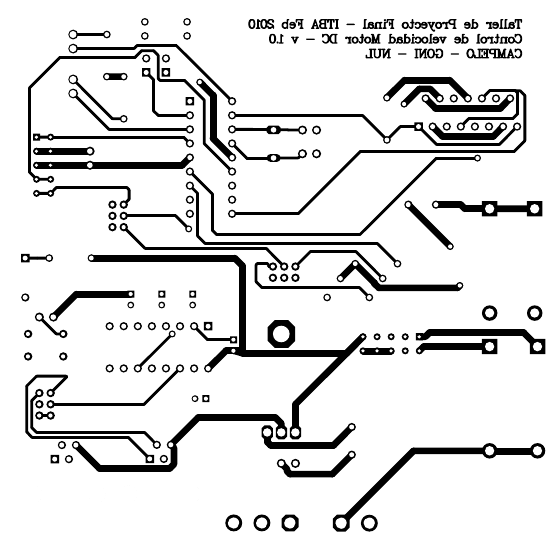 Taller de Proyecto Final - ITBA Feb 2010
Control de velocidad Motor DC - v 1.0
CAMPELO - GONI - NUL